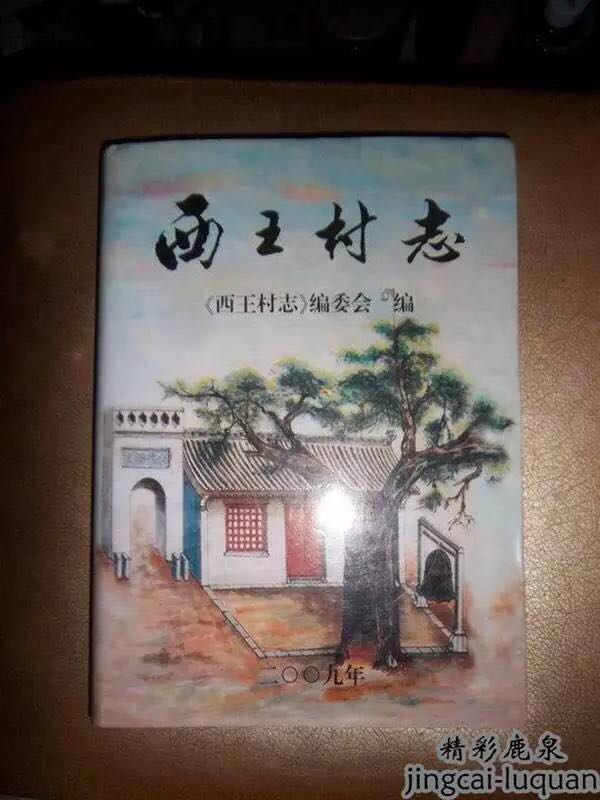 西王村志
《西王村志》编委会 编
二〇〇九年
精彩鹿泉
jingcai-luquan